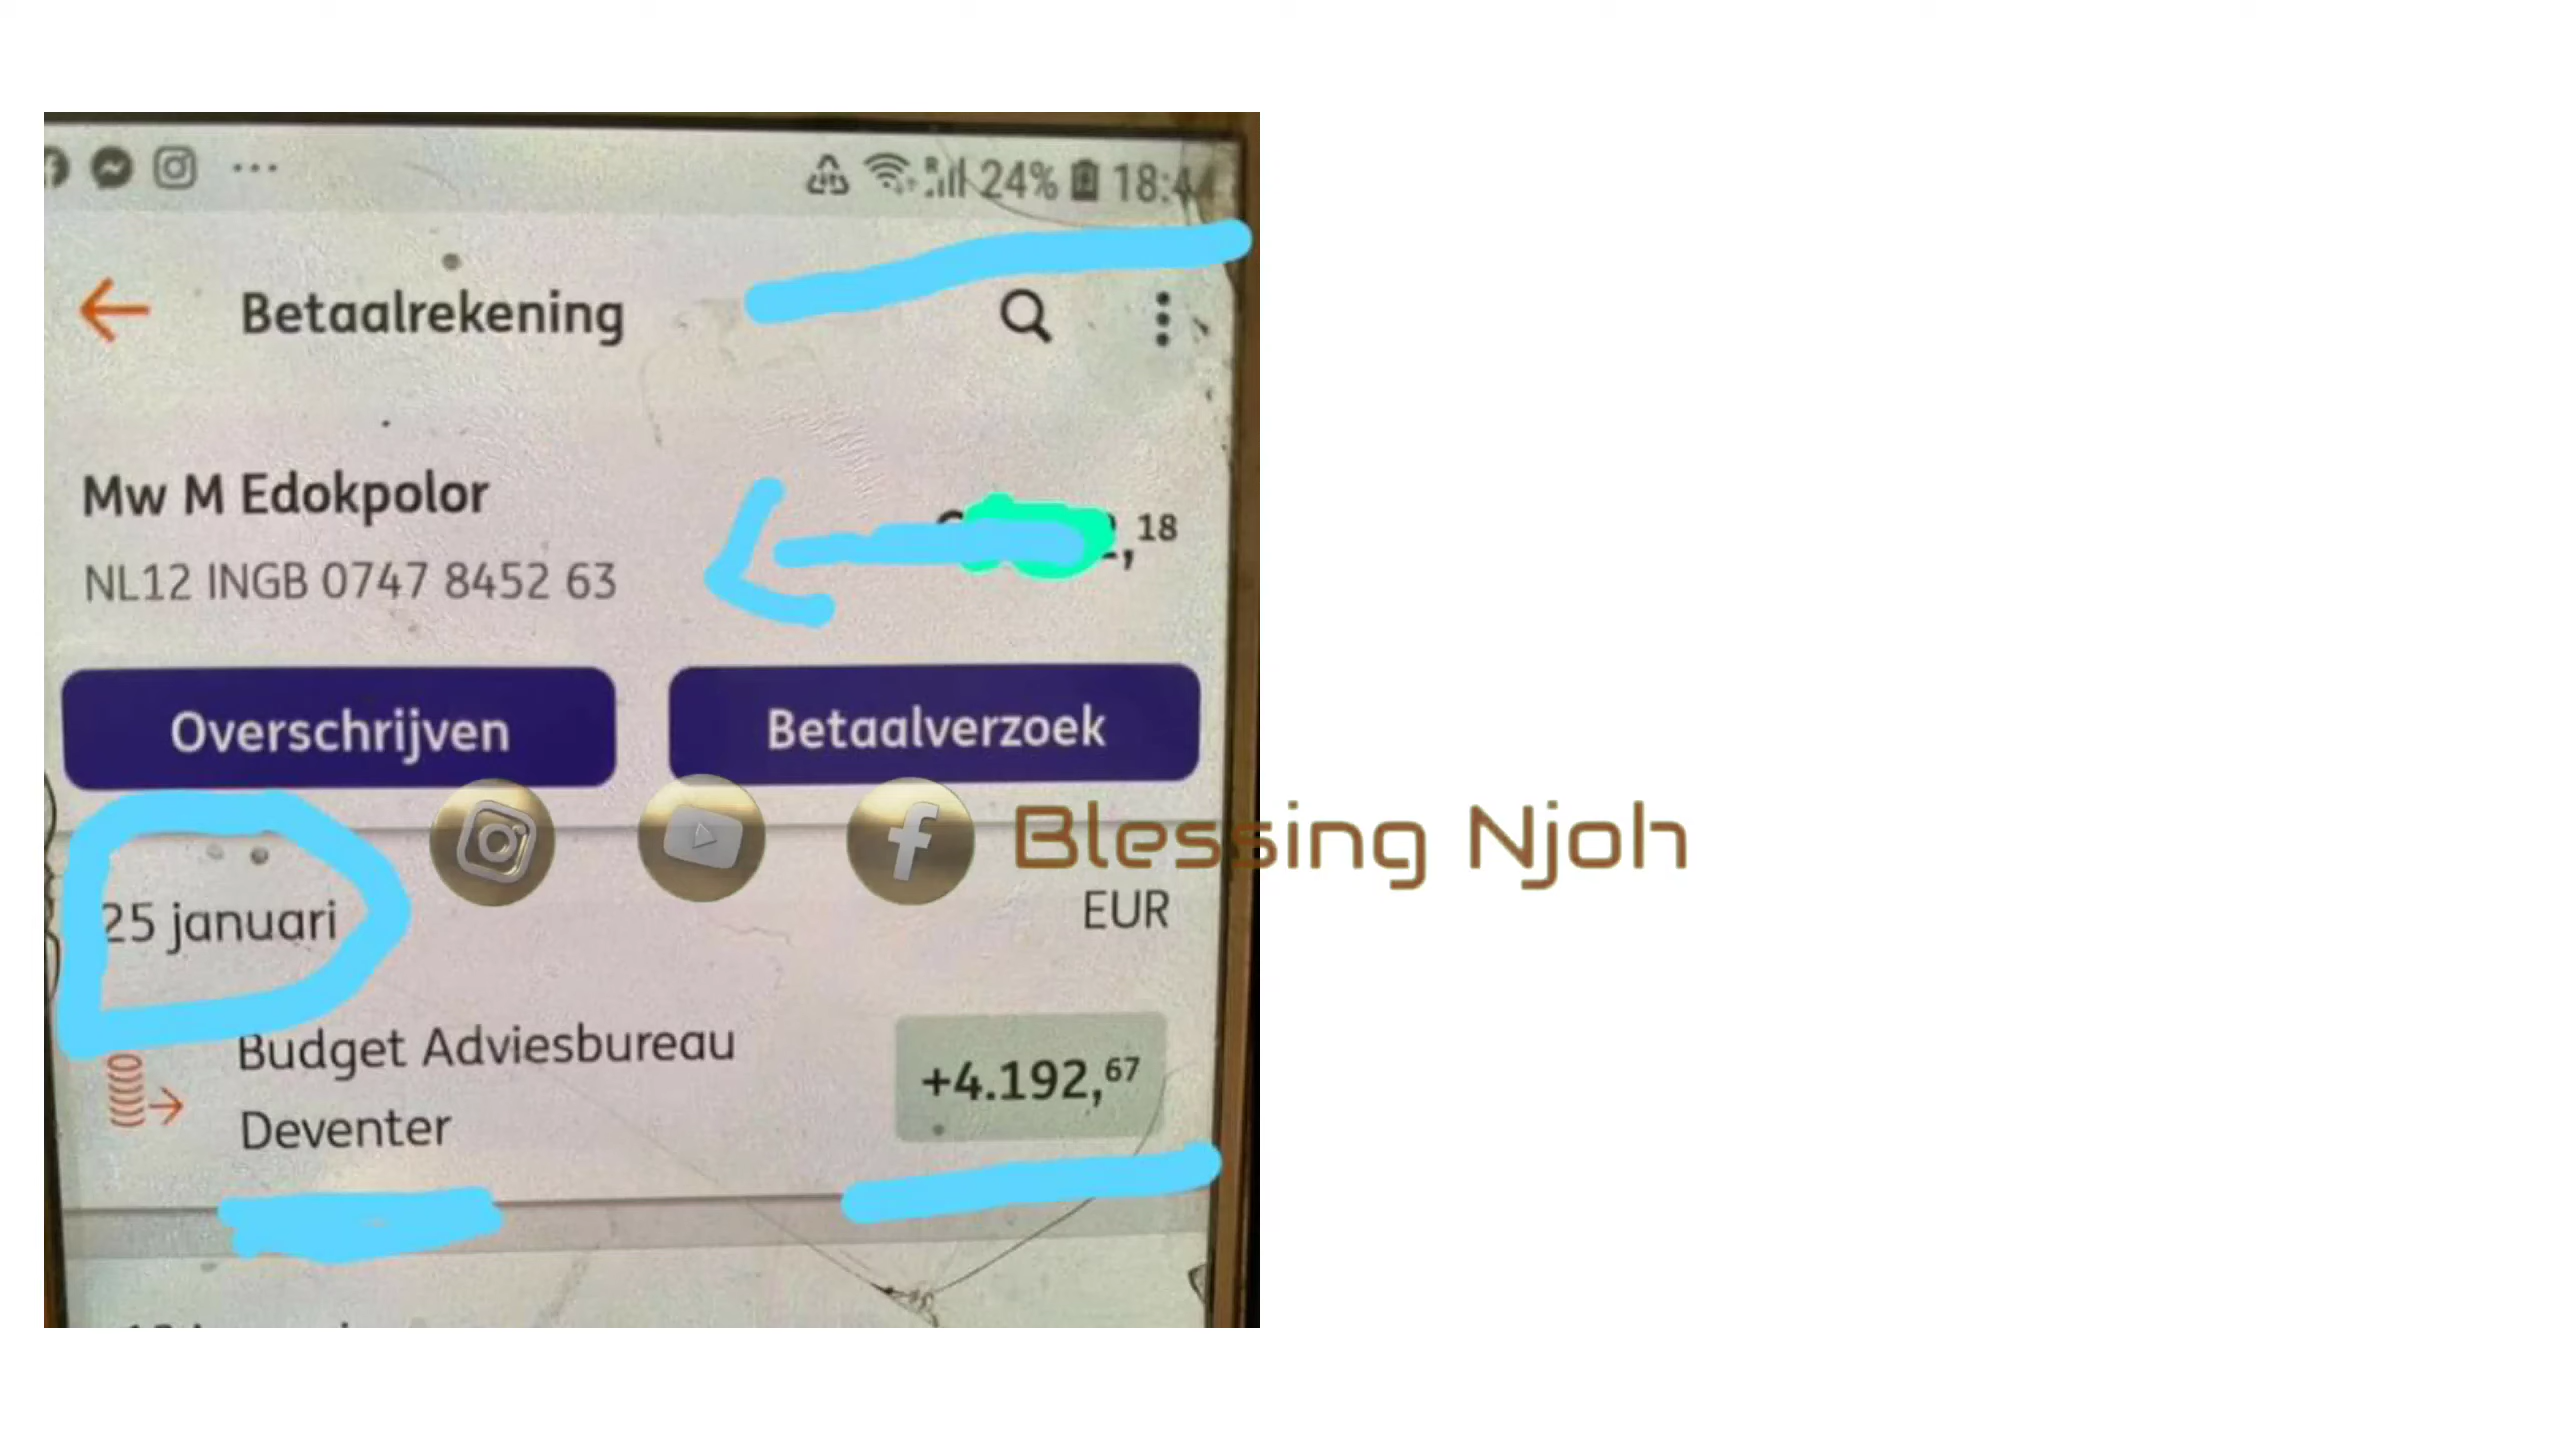 24% 18:44
Betaalrekening
Mw M Edokpolor
,18
NL12 INGB 0747 8452 63
Overschrijven
Betaalverzoek
Blessing Njoh
25 januari
EUR
Budget Adviesbureau
Deventer
+4.192,67